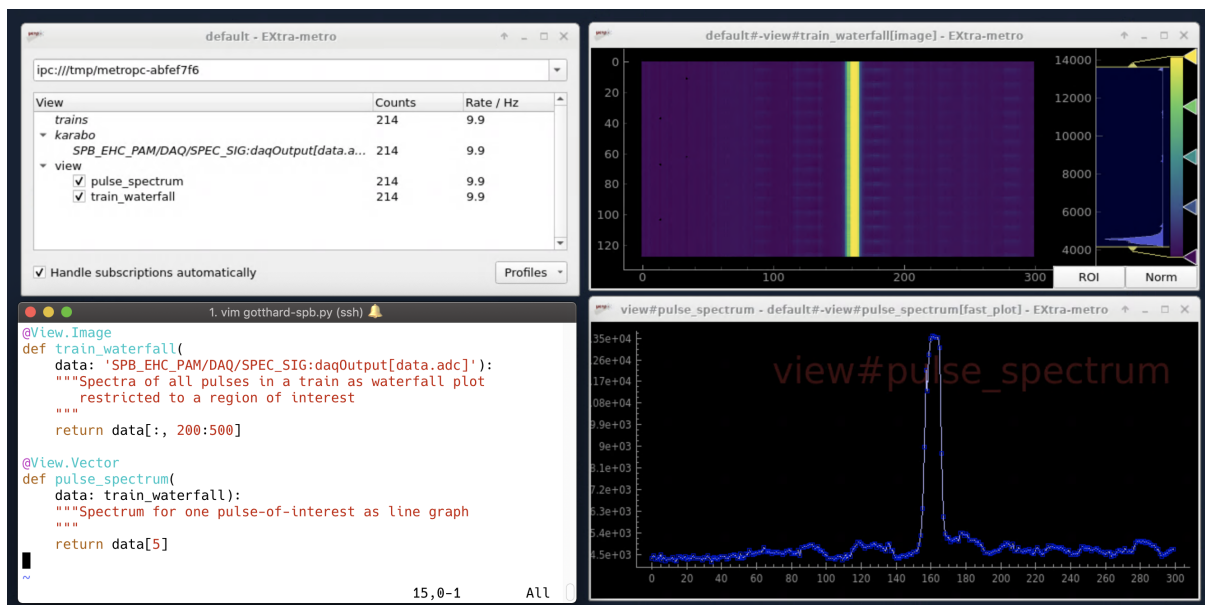 default - EXtra-metro
ipc:///tmp/metropc-abfef7f6
View Counts Rate / Hz
trains 214 9.9
karabo
SPB_EHC_PAM/DAQ/SPEC_SIG:daqOutput[data.a... 214 9.9
view
pulse_spectrum 214 9.9
train_waterfall 214 9.9
Handle subscriptions automatically
Profiles
default#-view#train_waterfall[image] - EXtra-metro
0
20
40
60
80
100
120
0 100 200 300
14000
12000
10000
8000
6000
4000
ROI Norm
1. vim gotthard-spb.py (ssh)
@View.Image
def train_waterfall(
data: 'SPB_EHC_PAM/DAQ/SPEC_SIG:daqOutput[data.adc]'):
"""Spectra of all pulses in a train as waterfall plot
restricted to a region of interest
"""
return data[:, 200:500]
@View.Vector
def pulse_spectrum(
data: train_waterfall):
"""Spectrum for one pulse-of-interest as line graph
"""
return data[5]
~
15,0-1 All
view#pulse_spectrum - default#-view#pulse_spectrum[fast_plot] - EXtra-metro
view#pulse_spectrum
.35e+04
.26e+04
.17e+04
.08e+04
9.9e+03
9e+03
8.1e+03
7.2e+03
6.3e+03
5.4e+03
4.5e+03
0 20 40 60 80 100 120 140 160 180 200 220 240 260 280 300